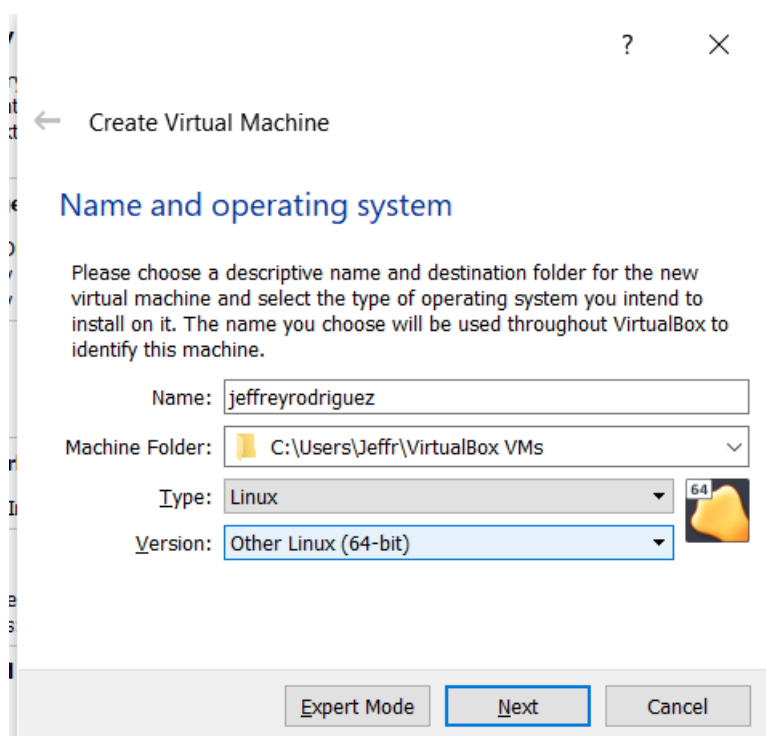 ?
Create Virtual Machine
Name and operating system
Please choose a descriptive name and destination folder for the new
virtual machine and select the type of operating system you intend to
install on it. The name you choose will be used throughout VirtualBox to
identify this machine.
Name: jeffreyrodriguez
Machine Folder: C:\Users\Jeffr\VirtualBox VMs
Type: Linux
64
Version: Other Linux (64-bit)
Expert Mode Next Cancel